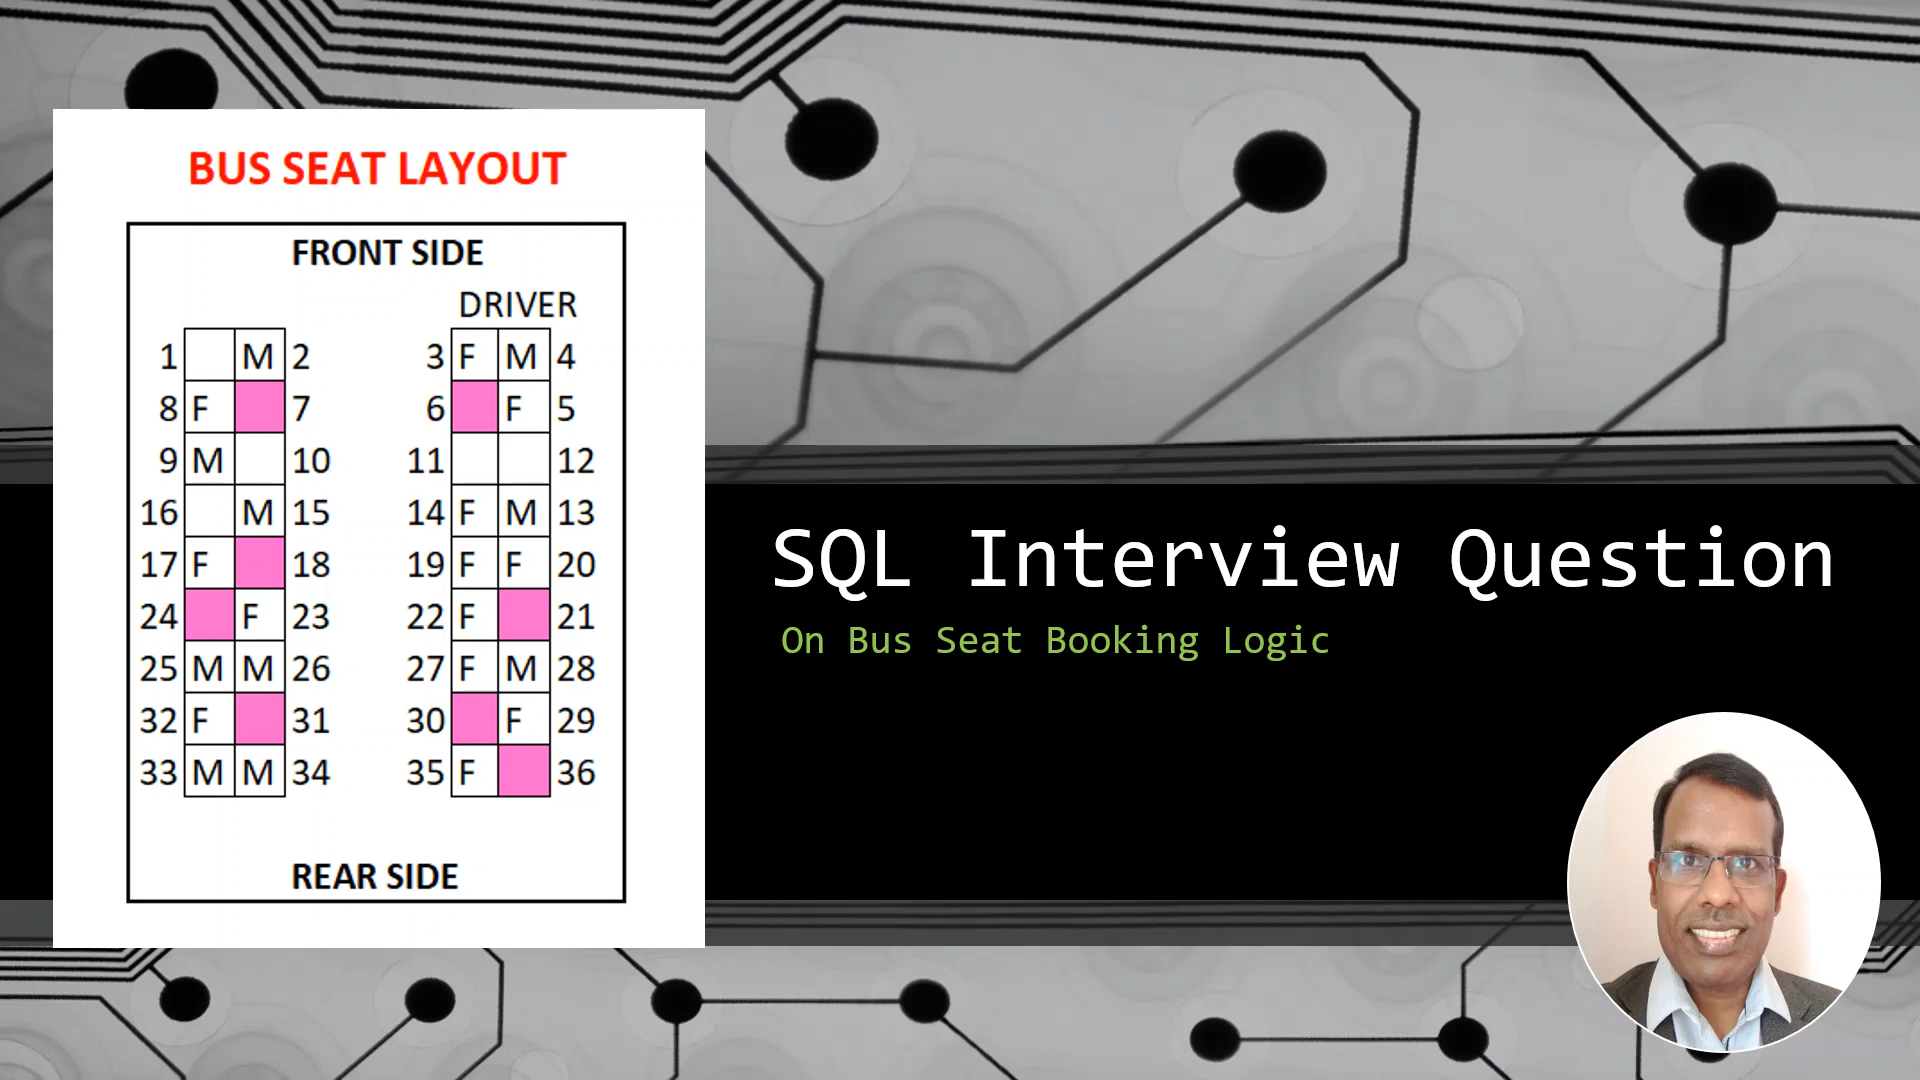 BUS SEAT LAYOUT
FRONT SIDE
DRIVER
1 M 2 3 F M 4
8 F 7 6 F 5
9 M 10 11 12
16 M 15 14 F M 13
17 F 18 19 F F 20
24 F 23 22 F 21
25 M M 26 27 F M 28
32 F 31 30 F 29
33 M M 34 35 F 36
REAR SIDE
SQL Interview Question
On Bus Seat Booking Logic